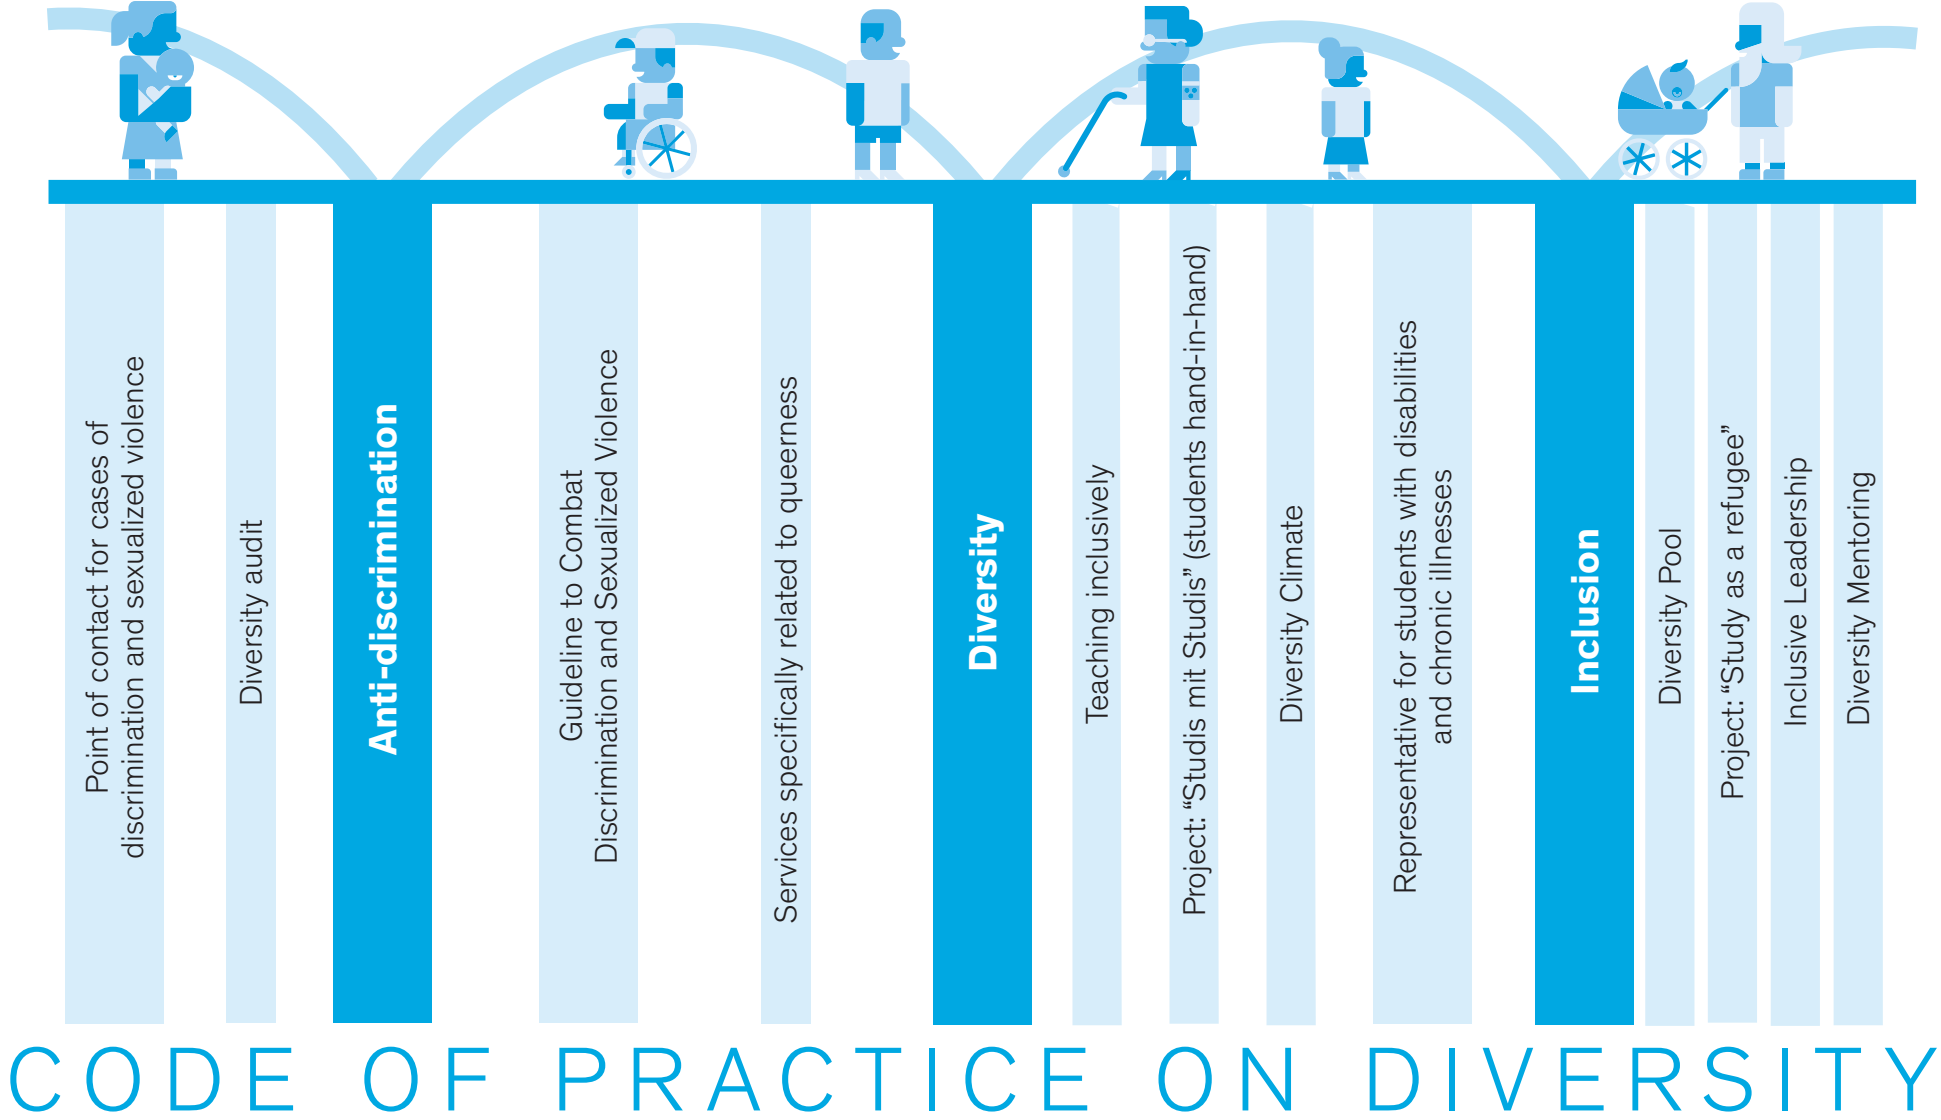 Point of contact for cases of
discrimination and sexualized violence
Diversity audit
Anti-discrimination
Guideline to Combat
Discrimination and Sexualized Violence
Services specifically related to queerness
Diversity
Teaching inclusively
Project: “Studis mit Studis” (students hand-in-hand)
Diversity Climate
Representative for students with disabilities
and chronic illnesses
Inclusion
Diversity Pool
Project: “Study as a refugee”
Inclusive Leadership
Diversity Mentoring
CODE OF PRACTICE ON DIVERSITY